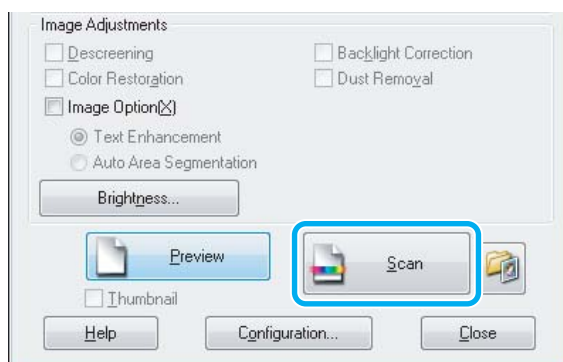 Image Adjustments
Descreening
Backlight Correction
Color Restoration
Dust Removal
Image Option(X)
Text Enhancement
Auto Area Segmentation
Brightness...
Preview
Scan
Thumbnail
Help
Configuration...
Close